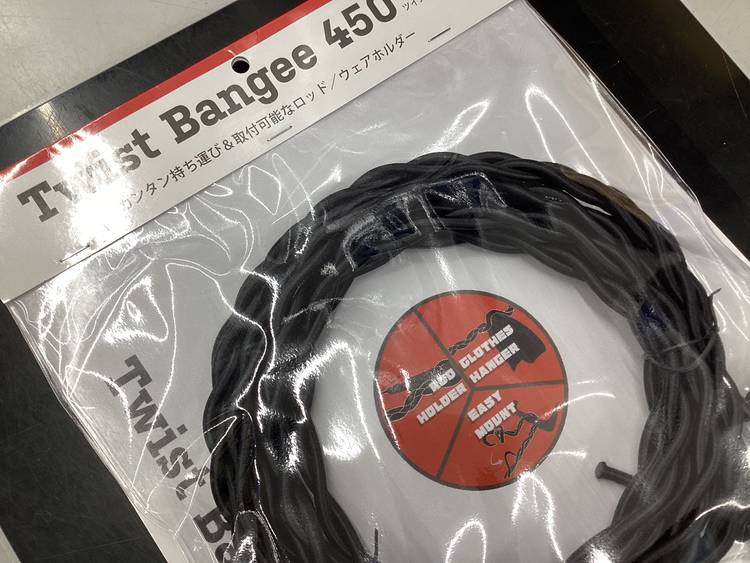 Twist Bangee 450
カンタン持ち運び＆取付可能なロッド／ウェアホルダー
ROD
HOLDER
CLOTHES
HANGER
EASY
MOUNT
Twist